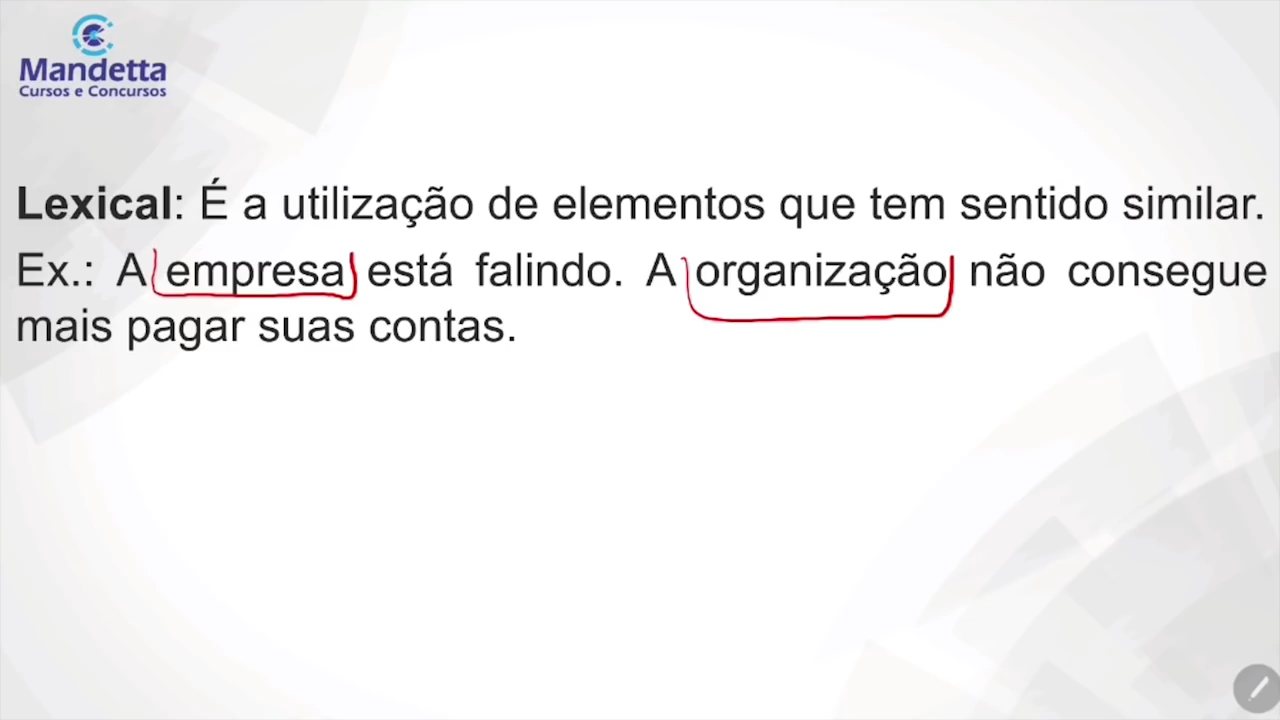 Mandetta
Cursos e Concursos
Lexical: É a utilização de elementos que tem sentido similar.
Ex.: A empresa está falindo. A organização não consegue
mais pagar suas contas.